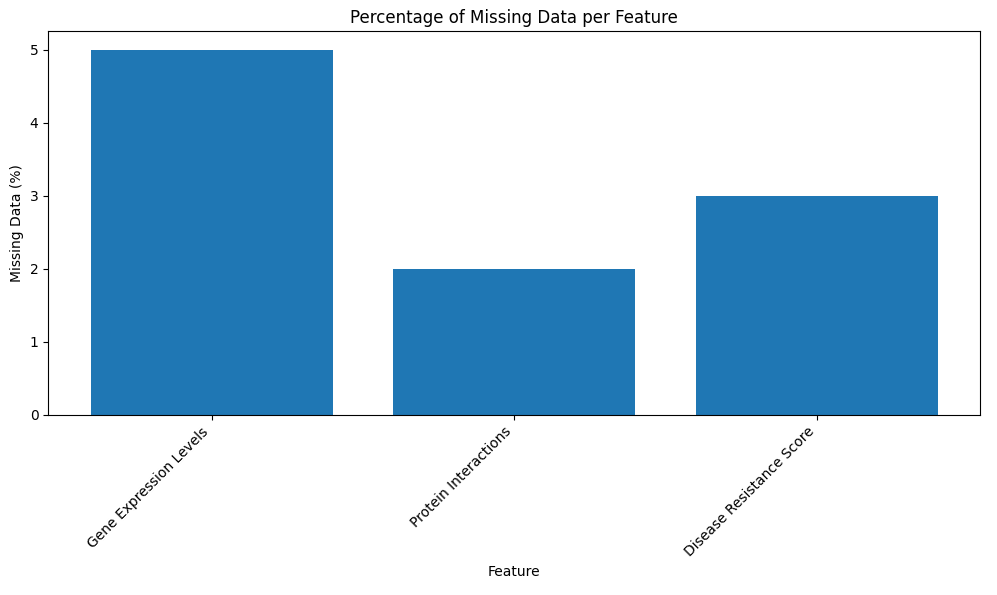 Percentage of Missing Data per Feature
Missing Data (%)
5
4
3
2
1
0
Gene Expression Levels
Protein Interactions
Disease Resistance Score
Feature